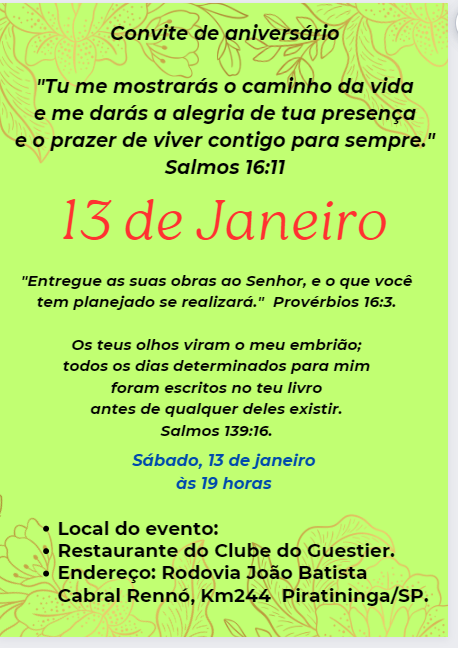 Convite de aniversário
"Tu me mostrarás o caminho da vida
e me darás a alegria de tua presença
e o prazer de viver contigo para sempre."
Salmos 16:11
13 de Janeiro
"Entregue as suas obras ao Senhor, e o que você
tem planejado se realizará."  Provérbios 16:3.
Os teus olhos viram o meu embrião;
todos os dias determinados para mim
foram escritos no teu livro
antes de qualquer deles existir.
Salmos 139:16.
Sábado, 13 de janeiro
às 19 horas
• Local do evento:
• Restaurante do Clube do Guestier.
• Endereço: Rodovia João Batista
Cabral Rennó, Km244  Piratininga/SP.